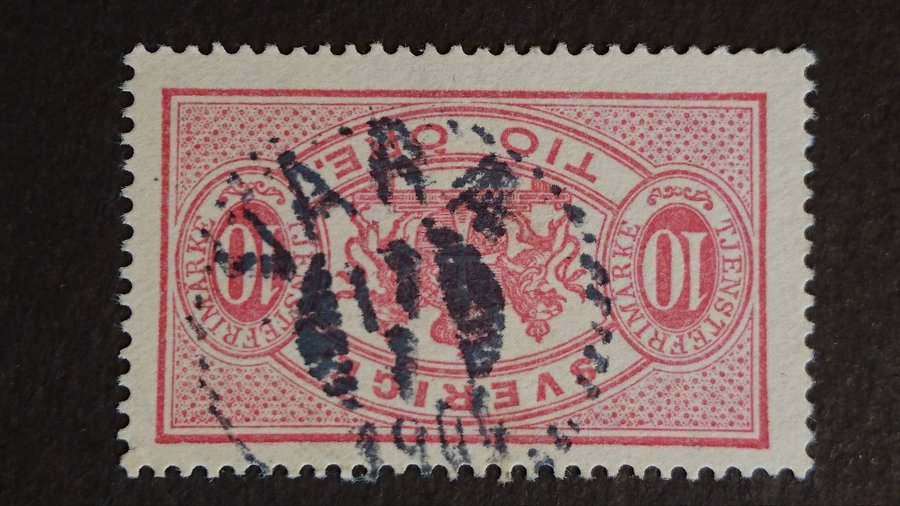 SVERIGE
TJENSTEFRIMARKE
10
TJENSTEFRIMARKE
10
TIO ÖRE.